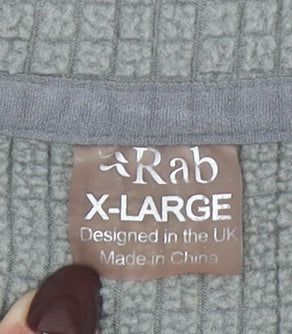 Rab
X-LARGE
Designed in the UK
Made in China